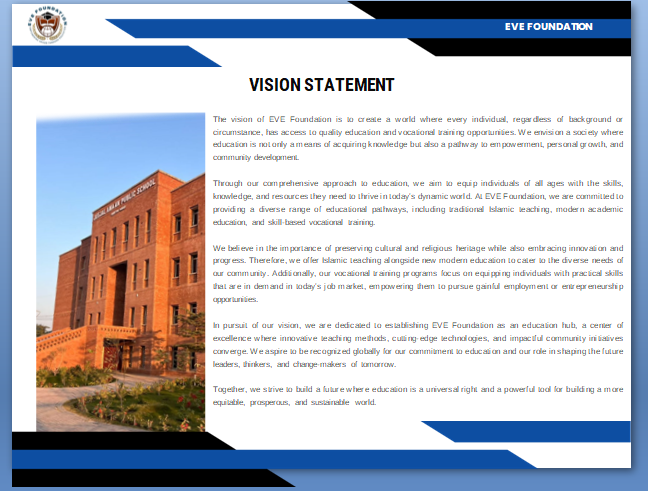 EVE FOUNDATION
EVE FOUNDATION
VISION STATEMENT
PUBLIC SCHOOL
The vision of EVE Foundation is to create a world where every individual, regardless of background or
circumstance, has access to quality education and vocational training opportunities. We envision a society where
education is not only a means of acquiring knowledge but also a pathway to empowerment, personal growth, and
community development.
Through our comprehensive approach to education, we aim to equip individuals of all ages with the skills,
knowledge, and resources they need to thrive in today's dynamic world. At EVE Foundation, we are committed to
providing a diverse range of educational pathways, including traditional Islamic teaching, modern academic
education, and skill-based vocational training.
We believe in the importance of preserving cultural and religious heritage while also embracing innovation and
progress. Therefore, we offer Islamic teaching alongside new modern education to cater to the diverse needs of
our community. Additionally, our vocational training programs focus on equipping individuals with practical skills
that are in demand in today's job market, empowering them to pursue gainful employment or entrepreneurship
opportunities.
In pursuit of our vision, we are dedicated to establishing EVE Foundation as an education hub, a center of
excellence where innovative teaching methods, cutting-edge technologies, and impactful community initiatives
converge. We aspire to be recognized globally for our commitment to education and our role in shaping the future
leaders, thinkers, and change-makers of tomorrow.
Together, we strive to build a future where education is a universal right and a powerful tool for building a more
equitable, prosperous, and sustainable world.